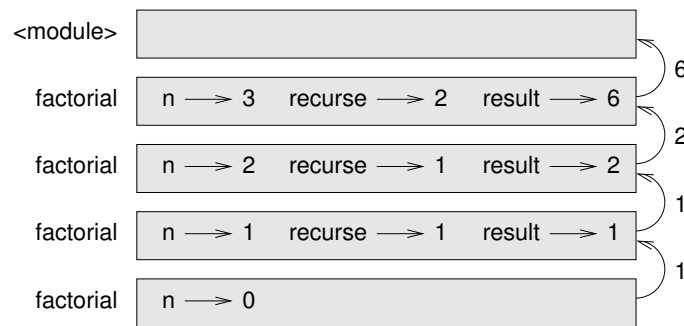 <module>
6
factorial n 3 recurse 2 result 6
2
factorial n 2 recurse 1 result 2
1
factorial n 1 recurse 1 result 1
1
factorial n 0